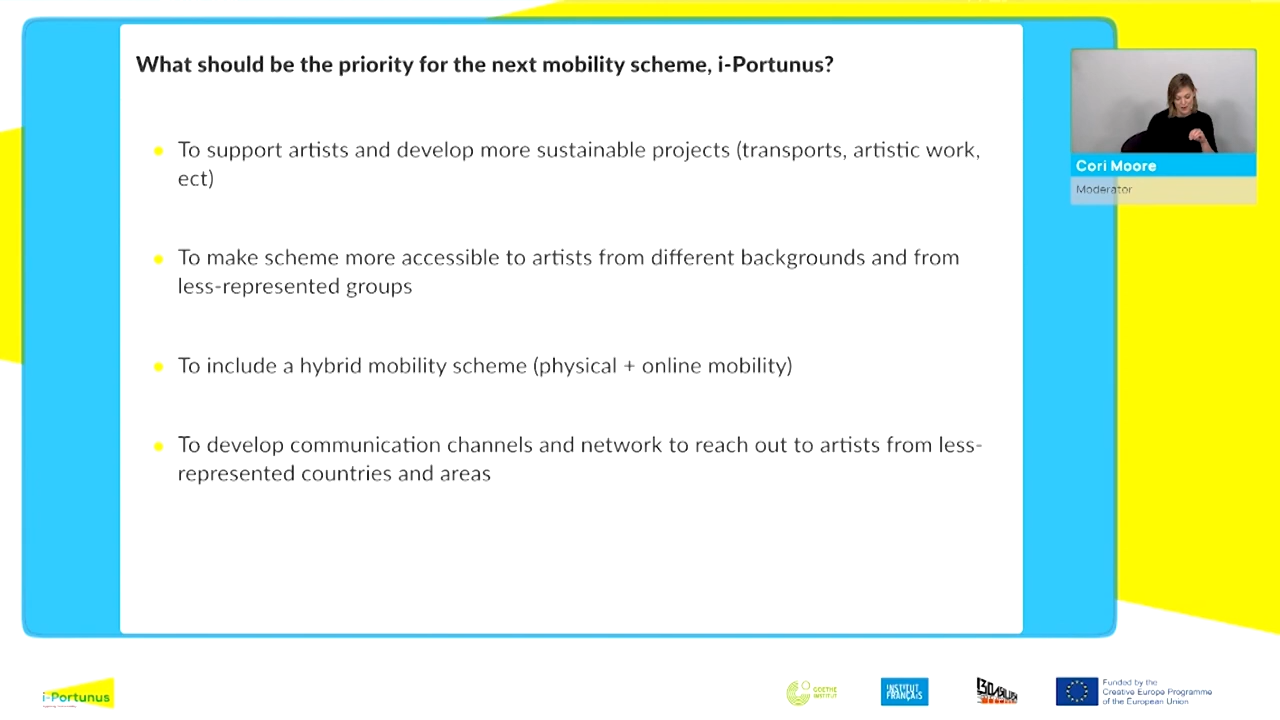 What should be the priority for the next mobility scheme, i-Portunus?
To support artists and develop more sustainable projects (transports, artistic work,
ect)
To make scheme more accessible to artists from different backgrounds and from
less-represented groups
To include a hybrid mobility scheme (physical + online mobility)
To develop communication channels and network to reach out to artists from less-
represented countries and areas
Cori Moore
Moderator
i-Portunus
GOETHE
INSTITUT
INSTITUT
FRANÇAIS
Funded by the
Creative Europe Programme
of the European Union